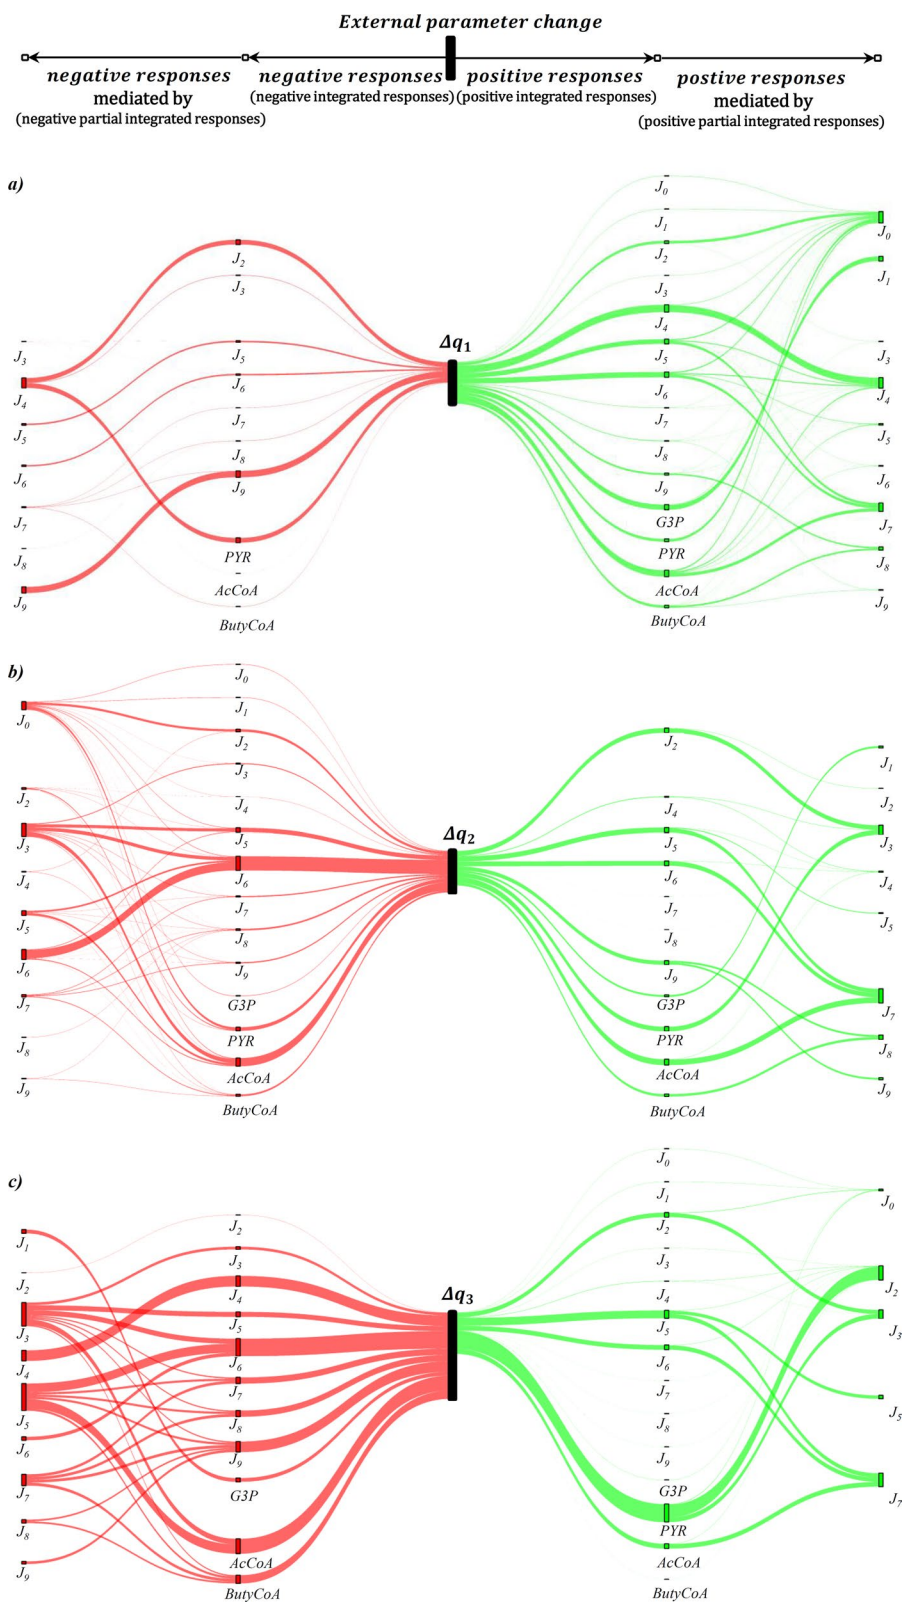 External parameter change
negative responses
mediated by
(negative partial integrated responses)
negative responses
(negative integrated responses)
positive responses
(positive integrated responses)
postive responses
mediated by
(positive partial integrated responses)
a)
J3
J4
J5
J6
J7
J8
J9
J2
J3
J5
J6
J7
J8
J9
PYR
AcCoA
ButyCoA
Δq1
J0
J1
J2
J3
J4
J5
J6
J7
J8
J9
G3P
PYR
AcCoA
ButyCoA
J0
J1
J3
J4
J5
J6
J7
J8
J9
b)
J0
J2
J3
J4
J5
J6
J7
J8
J9
J0
J1
J2
J3
J4
J5
J6
J7
J8
J9
G3P
PYR
AcCoA
ButyCoA
Δq2
J2
J4
J5
J6
J7
J8
J9
G3P
PYR
AcCoA
ButyCoA
J1
J2
J3
J4
J5
J7
J8
J9
c)
J1
J2
J3
J4
J5
J6
J7
J8
J9
J2
J3
J4
J5
J6
J7
J8
J9
G3P
AcCoA
ButyCoA
Δq3
J0
J1
J2
J3
J4
J5
J6
J7
J8
J9
G3P
PYR
AcCoA
ButyCoA
J0
J2
J3
J5
J7